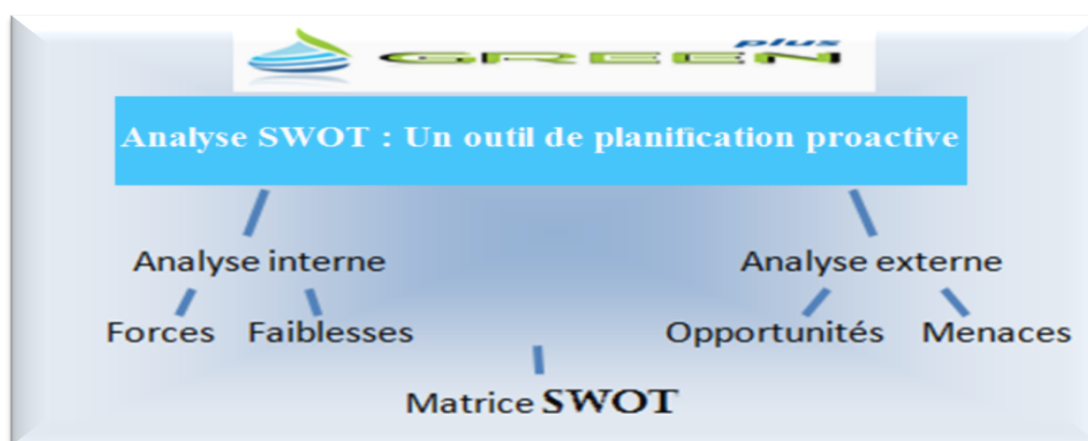 plus
GREEN
Analyse SWOT : Un outil de planification proactive
Analyse interne
Analyse externe
Forces Faiblesses
Opportunités Menaces
Matrice SWOT